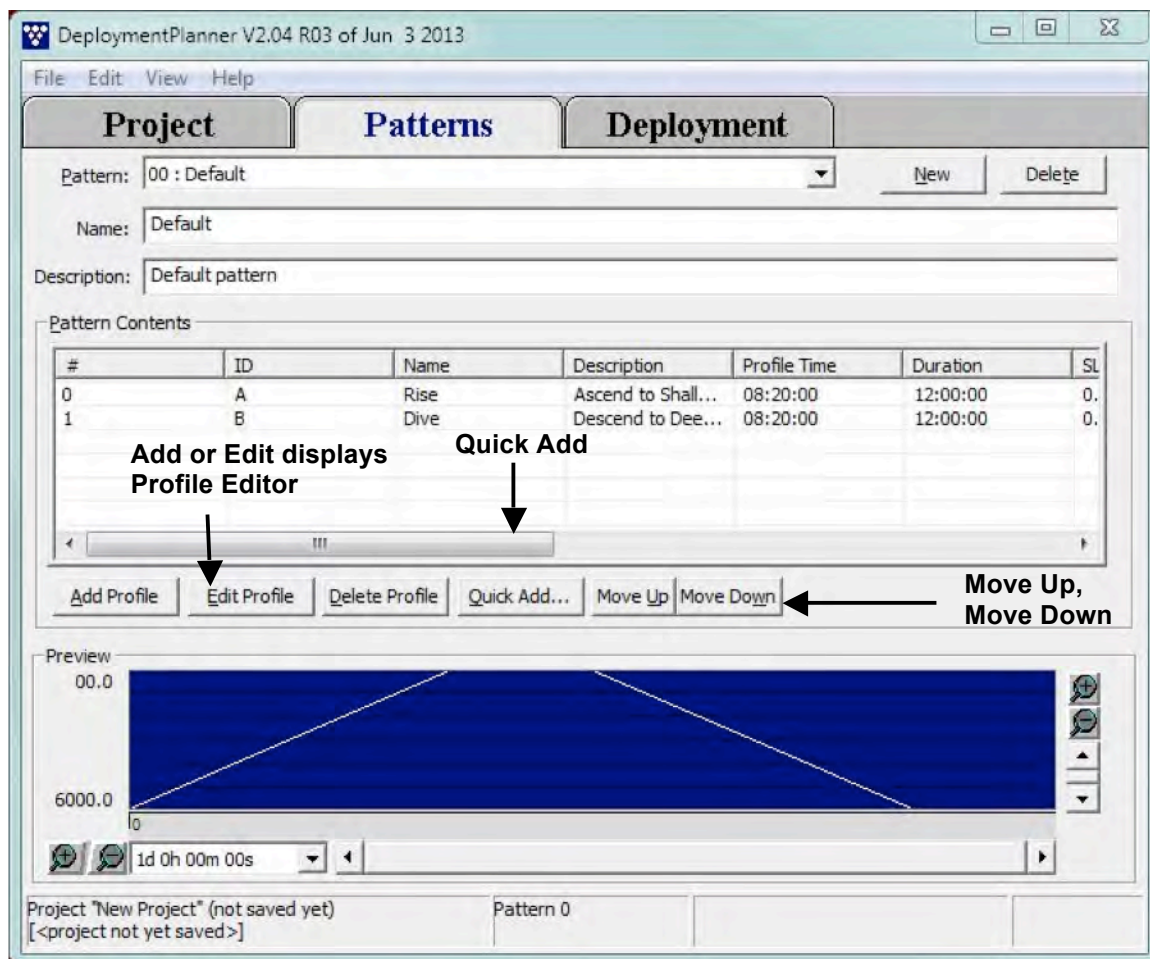 DeploymentPlanner V2.04 R03 of Jun 3 2013
File Edit View Help
Project Patterns Deployment
Pattern: 00 : Default New Delete
Name: Default
Description: Default pattern
Pattern Contents
# ID Name Description Profile Time Duration SL
0 A Rise Ascend to Shall... 08:20:00 12:00:00 0.
1 B Dive Descend to Dee... 08:20:00 12:00:00 0.
Add or Edit displays
Profile Editor
Quick Add
Add Profile Edit Profile Delete Profile Quick Add... Move Up Move Down
Move Up,
Move Down
Preview
00.0
6000.0
0
1d 0h 00m 00s
Project "New Project" (not saved yet) Pattern 0
[<project not yet saved>]